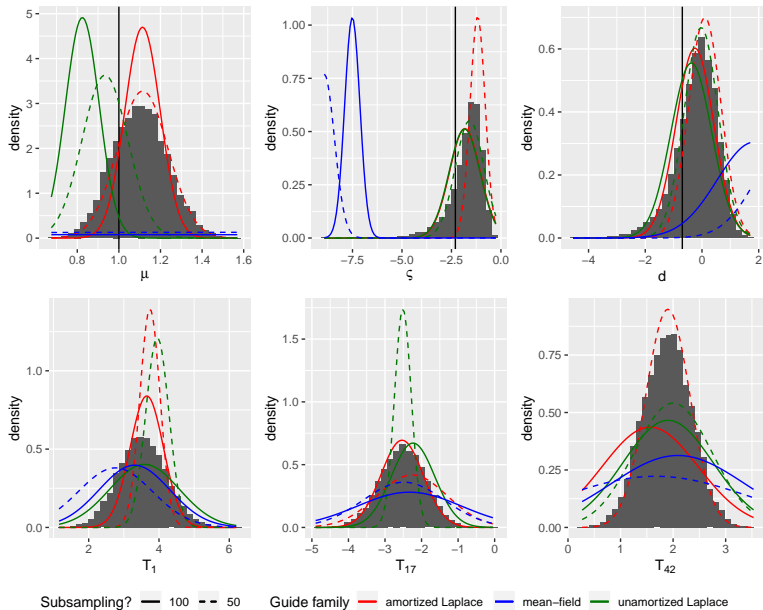 5
4
3
2
1
0
density
0.8 1.0 1.2 1.4 1.6
μ
1.00
0.75
0.50
0.25
0.00
density
−7.5 −5.0 −2.5 0.0
ς
0.6
0.4
0.2
0.0
density
−4 −2 0
d
1.0
0.5
0.0
density
2 4 6
T1
1.5
1.0
0.5
0.0
density
−5 −4 −3 −2 −1 0
T17
0.75
0.50
0.25
0.00
density
0 1 2 3
T42
Subsampling? 100 50 Guide family amortized Laplace mean−field unamortized Laplace